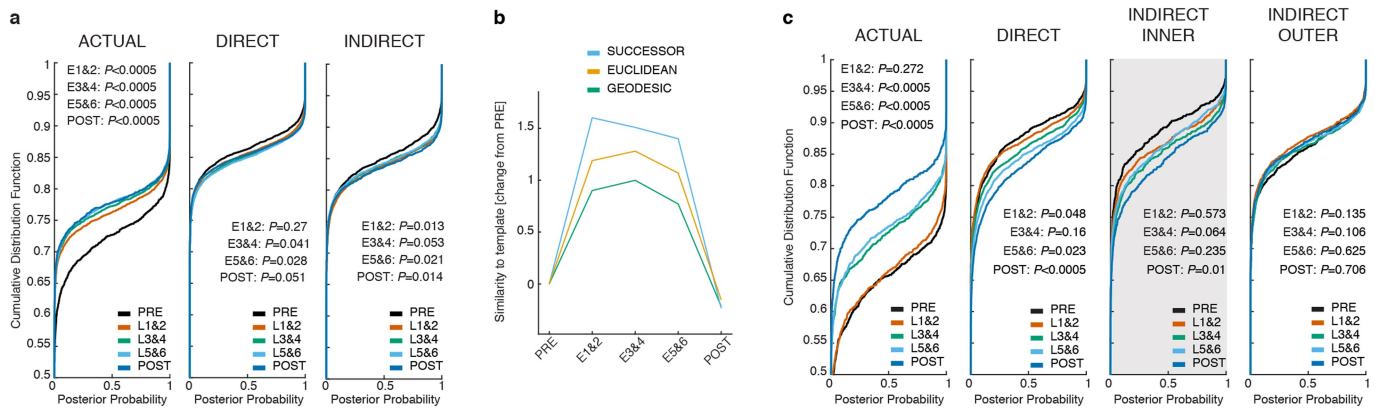 a
ACTUAL
E1&2: P<0.0005
E3&4: P<0.0005
E5&6: P<0.0005
POST: P<0.0005
Cumulative Distribution Function
0.95
0.9
0.85
0.8
0.75
0.7
0.65
0.6
0.55
0.5
PRE
L1&2
L3&4
L5&6
POST
0 0.5 1
Posterior Probability
DIRECT
E1&2: P=0.27
E3&4: P=0.041
E5&6: P=0.028
POST: P=0.051
PRE
L1&2
L3&4
L5&6
POST
0 0.5 1
Posterior Probability
INDIRECT
E1&2: P=0.013
E3&4: P=0.053
E5&6: P=0.021
POST: P=0.014
PRE
L1&2
L3&4
L5&6
POST
0 0.5 1
Posterior Probability
b
SUCCESSOR
EUCLIDEAN
GEODESIC
Similarity to template [change from PRE]
1.5
1
0.5
0
PRE
E1&2
E3&4
E5&6
POST
c
ACTUAL
E1&2: P=0.272
E3&4: P<0.0005
E5&6: P<0.0005
POST: P<0.0005
Cumulative Distribution Function
0.95
0.9
0.85
0.8
0.75
0.7
0.65
0.6
0.55
0.5
PRE
L1&2
L3&4
L5&6
POST
0 0.5 1
Posterior Probability
DIRECT
E1&2: P=0.048
E3&4: P=0.16
E5&6: P=0.023
POST: P<0.0005
PRE
L1&2
L3&4
L5&6
POST
0 0.5 1
Posterior Probability
INDIRECT
INNER
E1&2: P=0.573
E3&4: P=0.064
E5&6: P=0.235
POST: P=0.01
PRE
L1&2
L3&4
L5&6
POST
0 0.5 1
Posterior Probability
INDIRECT
OUTER
E1&2: P=0.135
E3&4: P=0.106
E5&6: P=0.625
POST: P=0.706
PRE
L1&2
L3&4
L5&6
POST
0 0.5 1
Posterior Probability